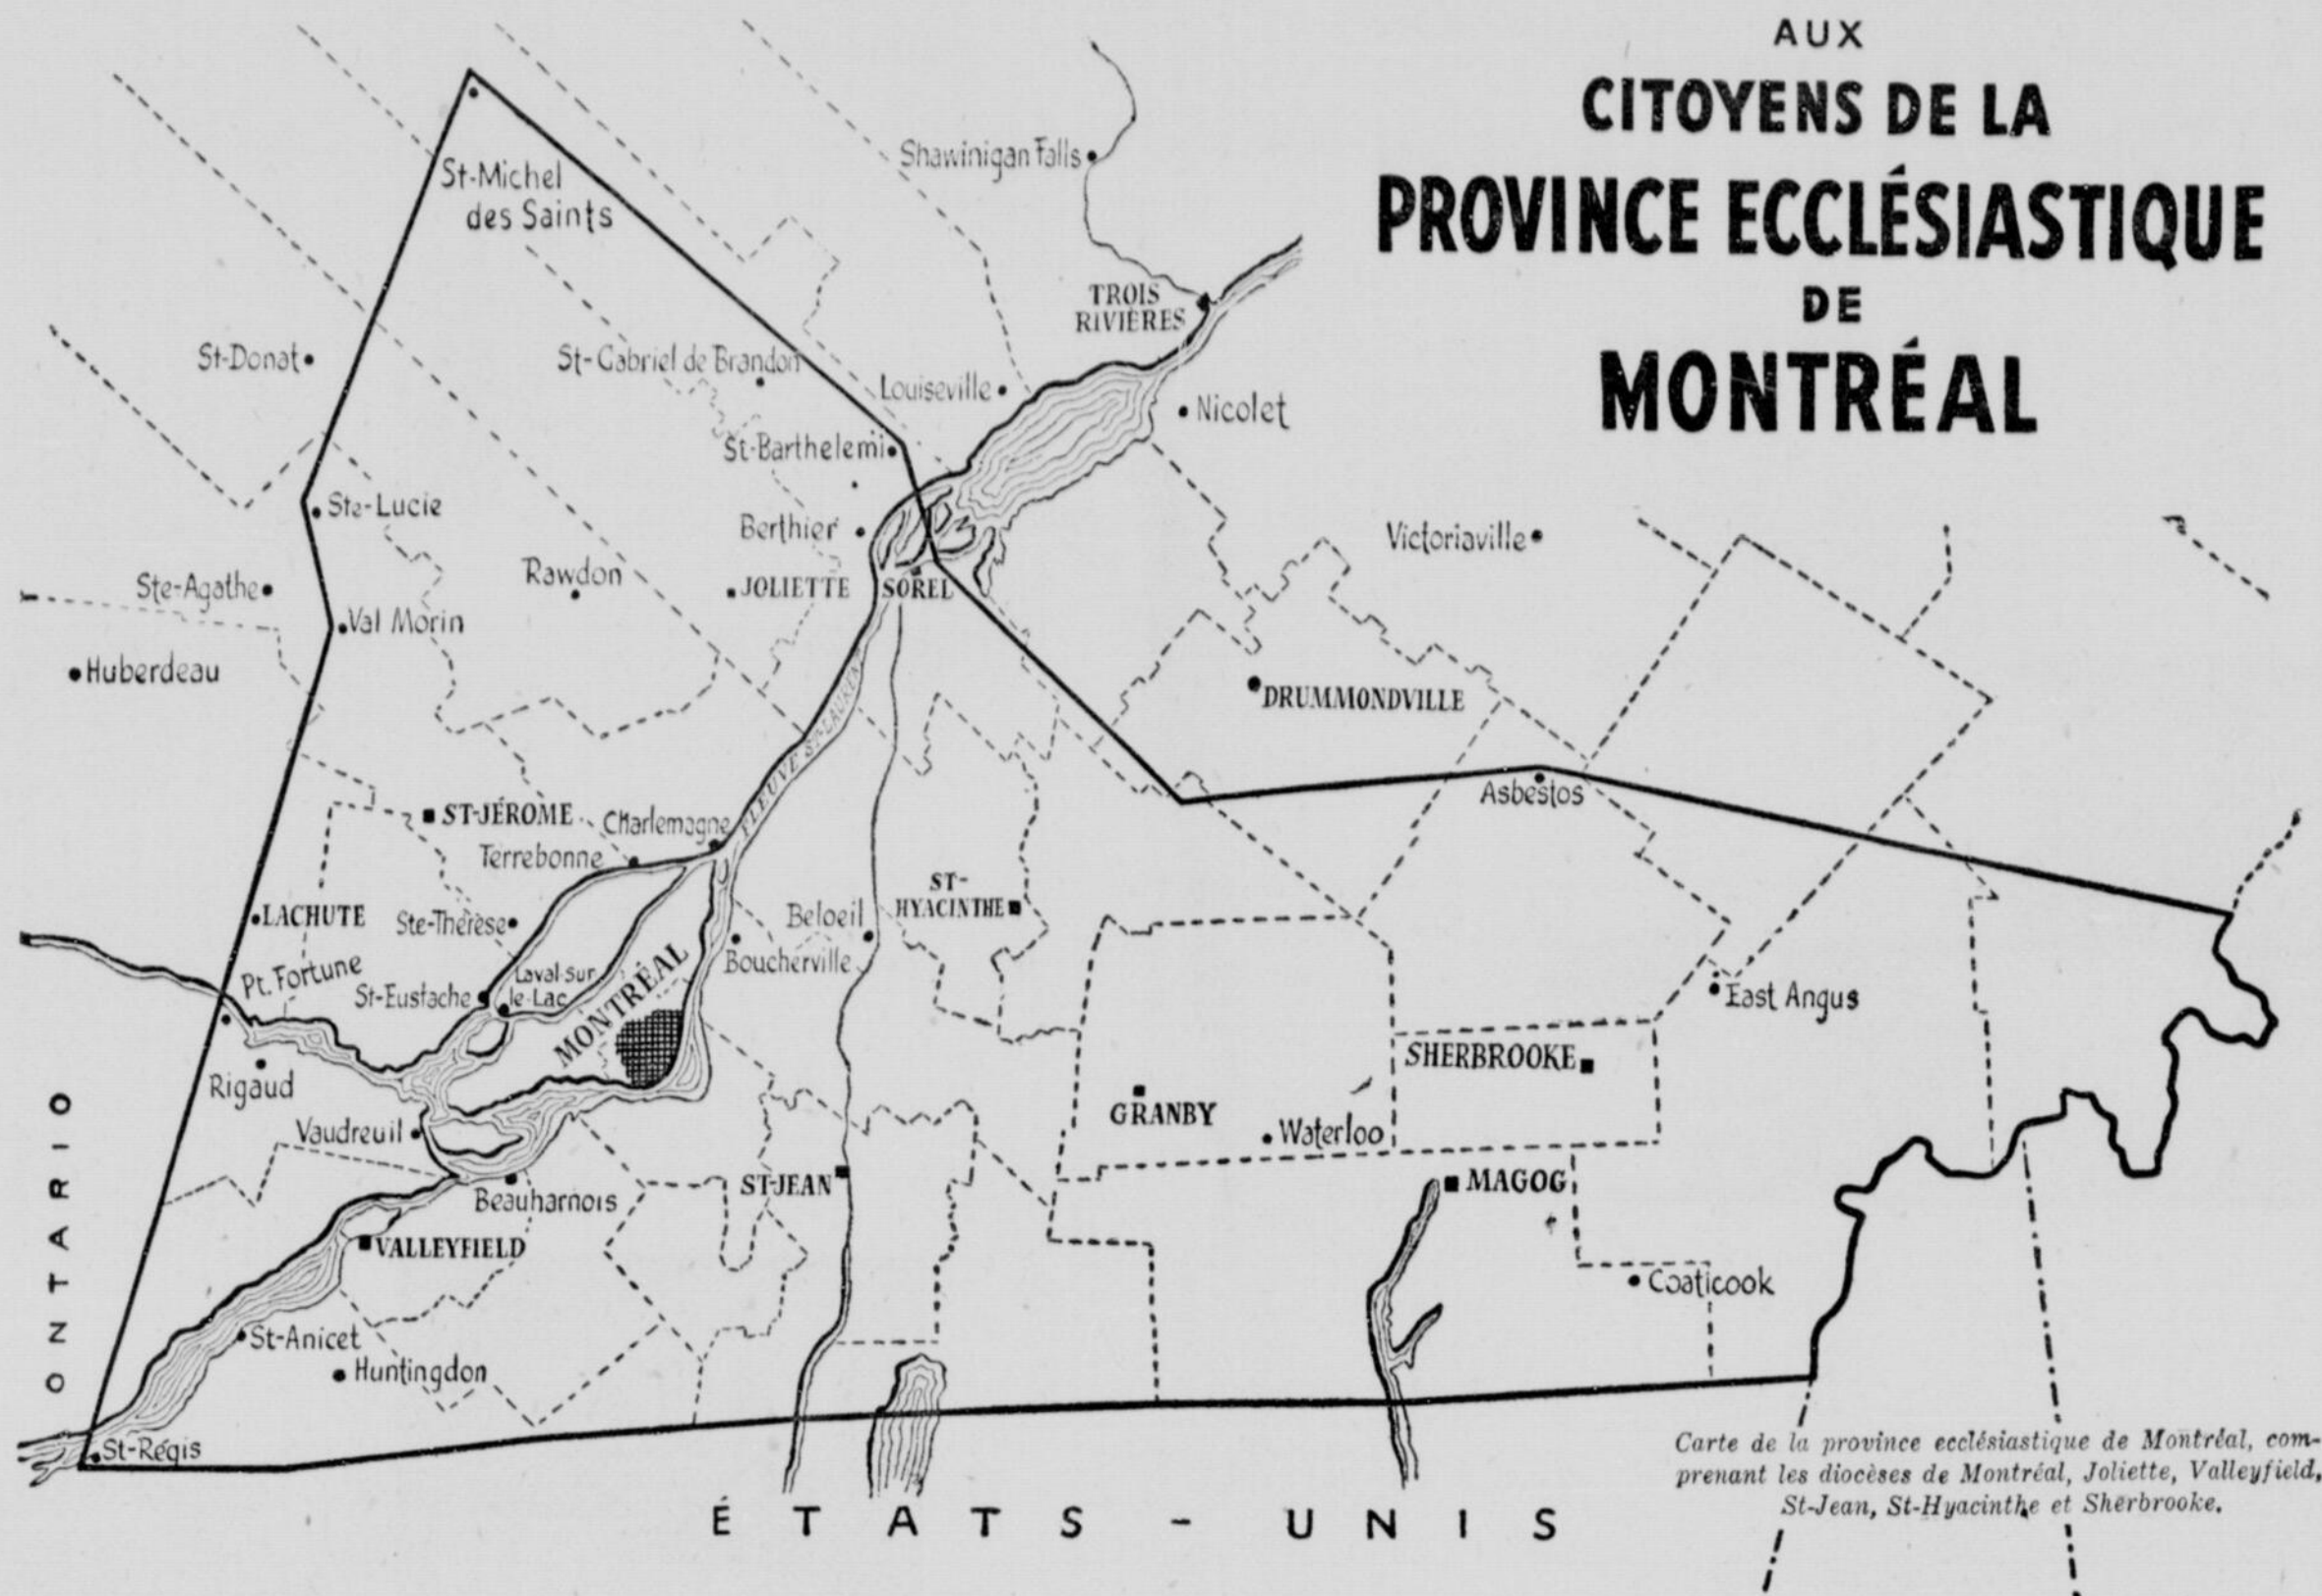 AUX
CITOYENS DE LA
PROVINCE ECCLÉSIASTIQUE
DE
MONTRÉAL
St-Michel
des Saints
Shawinigan Falls
TROIS
RIVIÈRES
St-Donat
St-Gabriel de Brandon
Louiseville
Nicolet
St-Barthelemi
Ste-Lucie
Berthier
Victoriaville
Ste-Agathe
Rawdon
JOLIETTE
SOREL
Val Morin
Huberdeau
DRUMMONDVILLE
FLEUVE ST-LAURENT
Asbestos
ST-JÉROME
Charlemagne
Terrebonne
ST-
HYACINTHE
LACHUTE
Ste-Thérèse
Beloeil
Boucherville
Pt. Fortune
St-Eustache
Laval-sur
le-Lac
MONTRÉAL
East Angus
SHERBROOKE
Rigaud
GRANBY
Waterloo
Vaudreuil
ST-JEAN
MAGOG
Beauharnois
VALLEYFIELD
Coaticook
St-Anicet
Huntingdon
ONTARIO
St-Régis
ÉTATS-UNIS
Carte de la province ecclésiastique de Montréal, com-
prenant les diocèses de Montréal, Joliette, Valleyfield,
St-Jean, St-Hyacinthe et Sherbrooke.